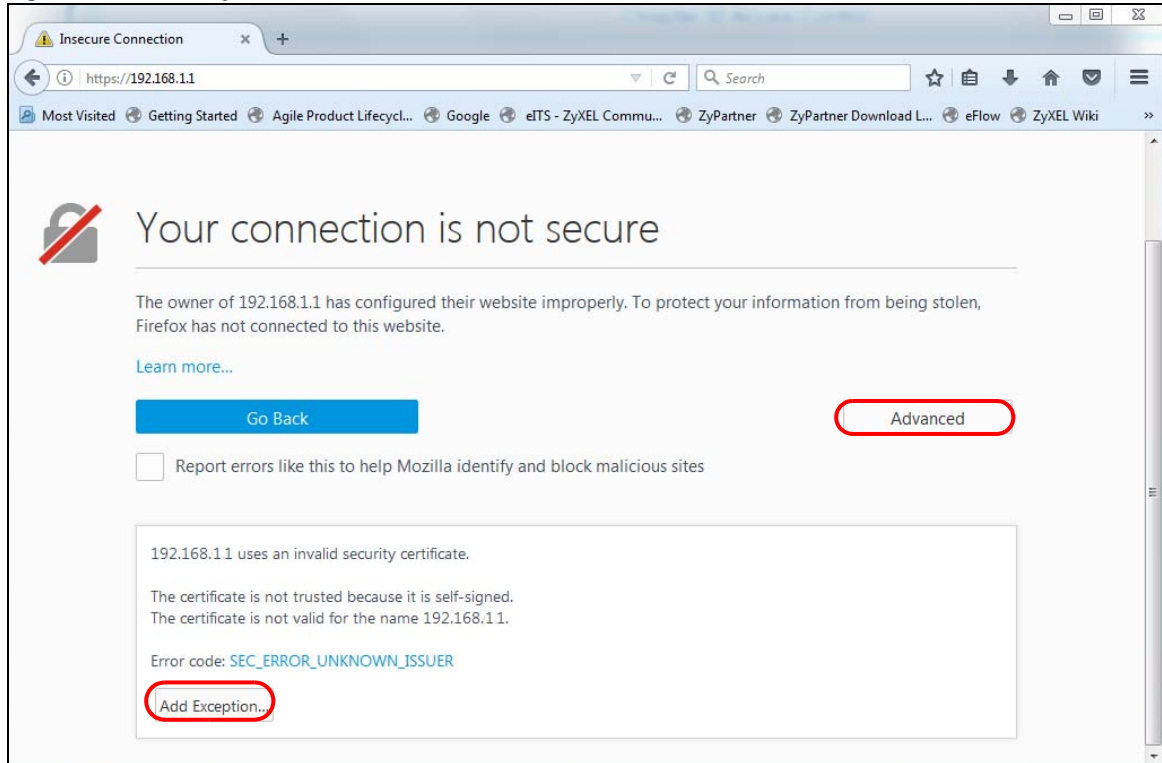 Insecure Connection
https://192.168.1.1
Search
Most Visited Getting Started Agile Product Lifecycl... Google eITS - ZyXEL Commu... ZyPartner ZyPartner Download L... eFlow ZyXEL Wiki »
Your connection is not secure
The owner of 192.168.1.1 has configured their website improperly. To protect your information from being stolen,
Firefox has not connected to this website.
Learn more...
Go Back
Advanced
Report errors like this to help Mozilla identify and block malicious sites
192.168.1.1 uses an invalid security certificate.
The certificate is not trusted because it is self-signed.
The certificate is not valid for the name 192.168.1.1.
Error code: SEC_ERROR_UNKNOWN_ISSUER
Add Exception...